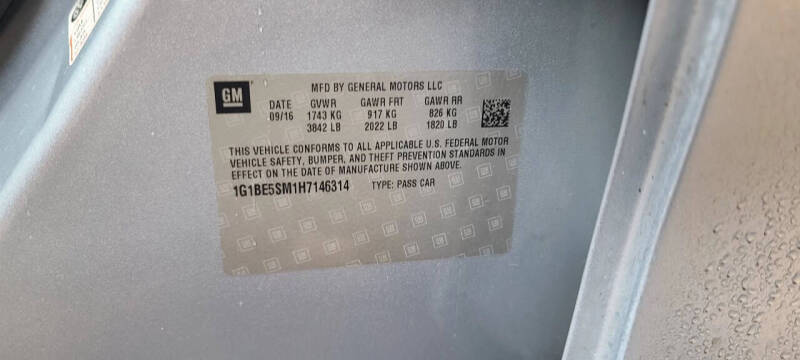 GM
MFD BY GENERAL MOTORS LLC
DATE GVWR GAWR FRT GAWR RR
09/16 1743 KG 917 KG 826 KG
3842 LB 2022 LB 1820 LB
THIS VEHICLE CONFORMS TO ALL APPLICABLE U.S. FEDERAL MOTOR
VEHICLE SAFETY, BUMPER, AND THEFT PREVENTION STANDARDS IN
EFFECT ON THE DATE OF MANUFACTURE SHOWN ABOVE.
1G1BE5SM1H7146314 TYPE: PASS CAR